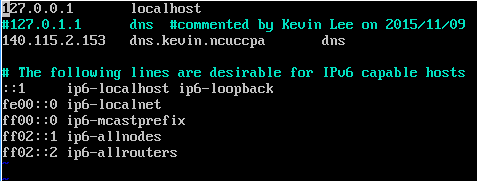 127.0.0.1       localhost
#127.0.1.1      dns  #commented by Kevin Lee on 2015/11/09
140.115.2.153   dns.kevin.ncuccpa       dns

# The following lines are desirable for IPv6 capable hosts
::1     ip6-localhost ip6-loopback
fe00::0 ip6-localnet
ff00::0 ip6-mcastprefix
ff02::1 ip6-allnodes
ff02::2 ip6-allrouters
~
~